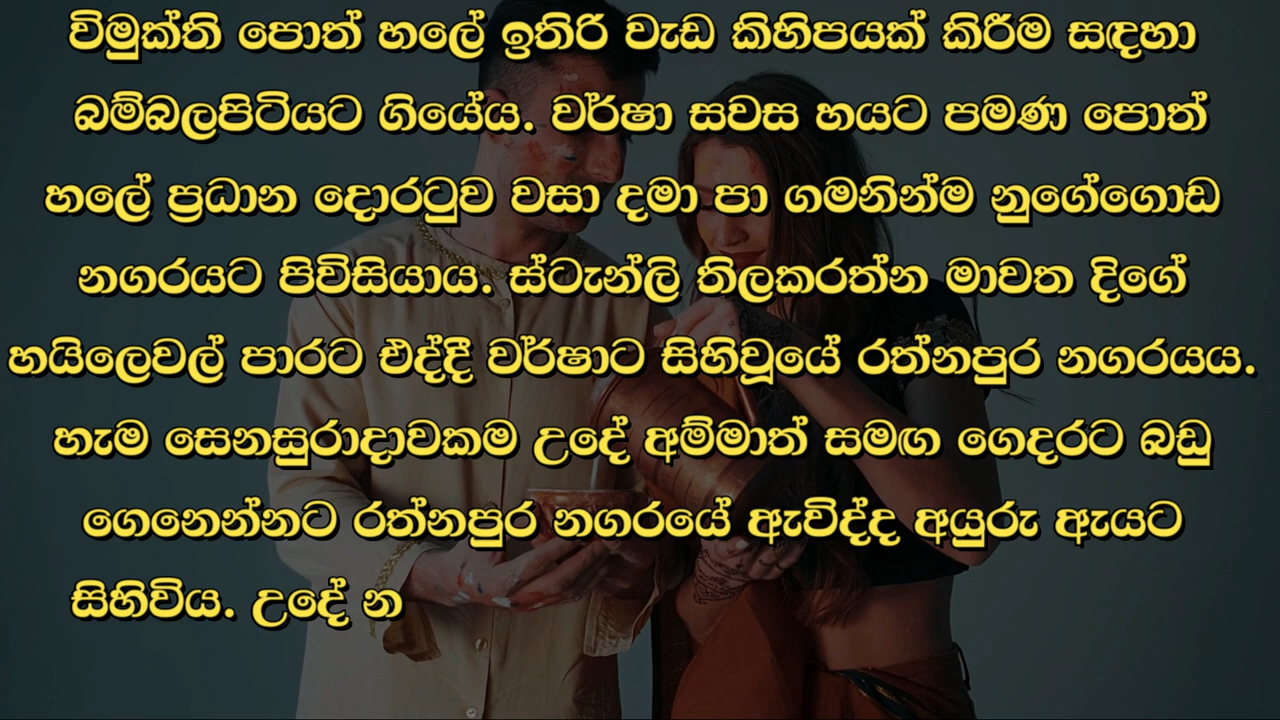 විමුක්ති පොත් හලේ ඉතිරි වැඩ කිහිපයක් කිරීම සඳහා
බම්බලපිටියට ගියේය. වර්ෂා සවස හයට පමණ පොත්
හලේ ප්‍රධාන දොරටුව වසා දමා පා ගමනින්ම නුගේගොඩ
නගරයට පිවිසියාය. ස්ටැන්ලි තිලකරත්න මාවත දිගේ
හයිලෙවල් පාරට එද්දී වර්ෂාට සිහිවූයේ රත්නපුර නගරයය.
හැම සෙනසුරාදාවකම උදේ අම්මාත් සමඟ ගෙදරට බඩු
ගෙනෙන්නට රත්නපුර නගරයේ ඇවිද්ද අයුරු ඇයට
සිහිවිය. උදේ න